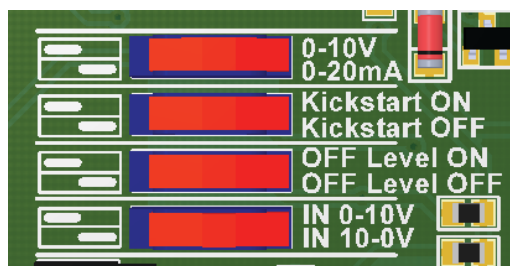 0-10V
0-20mA
Kickstart ON
Kickstart OFF
OFF Level ON
OFF Level OFF
IN 0-10V
IN 10-0V